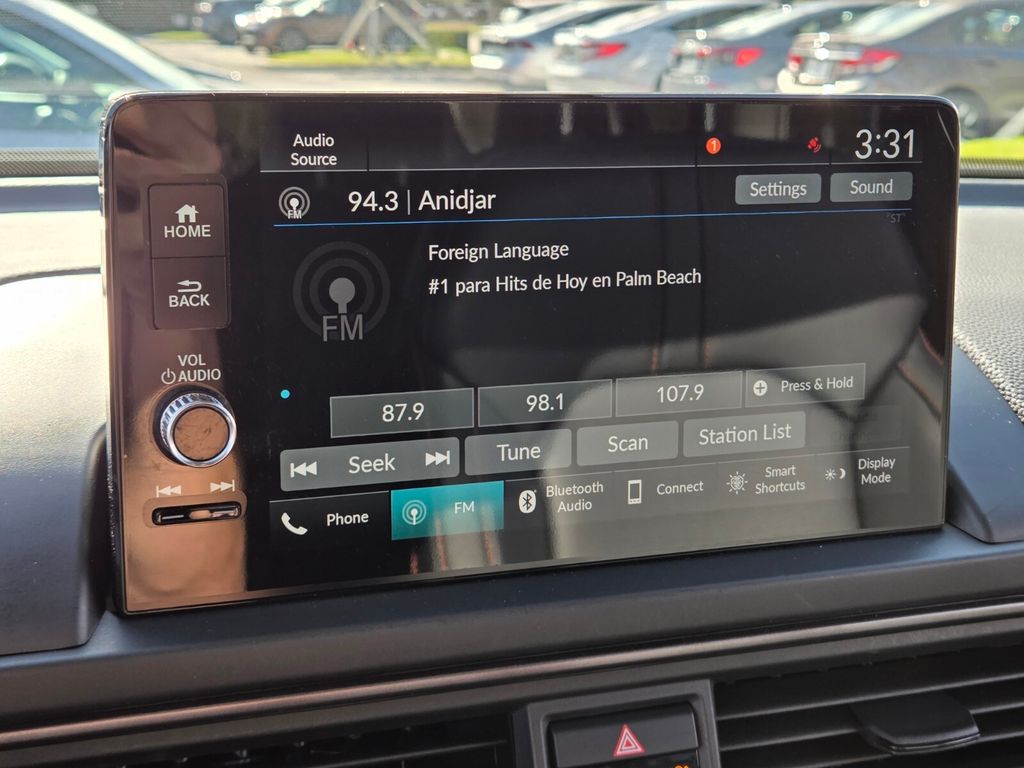 Audio
Source
1
3:31
FM
94.3 | Anidjar
Settings
Sound
"ST"
HOME
BACK
Foreign Language
#1 para Hits de Hoy en Palm Beach
FM
VOL
AUDIO
87.9
98.1
107.9
Press & Hold
Seek
Tune
Scan
Station List
Phone
FM
Bluetooth
Audio
Connect
Smart
Shortcuts
Display
Mode